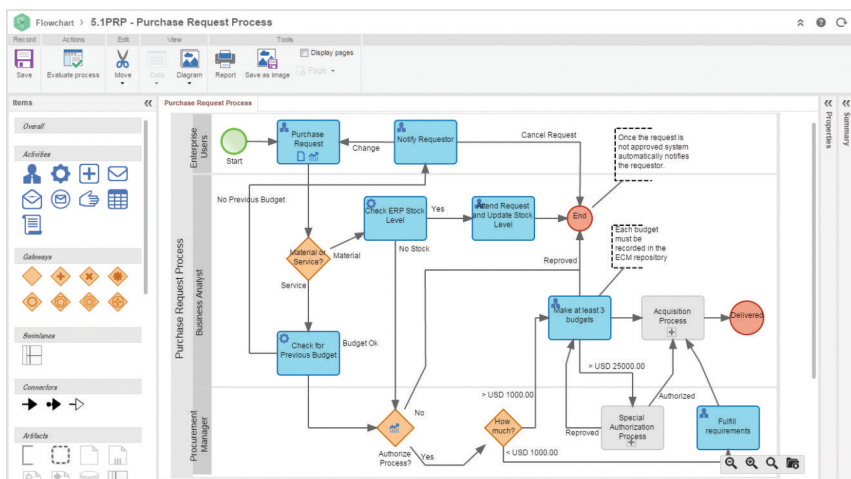 Flowchart > 5.1PRP - Purchase Request Process
Record
Actions
Edit
View
Tools
Save
Evaluate process
Move
Data
Diagram
Report
Save as image
Display pages
Page
Items
Purchase Request Process
Properties
Summary
Overall
Activities
Gateways
Swimlanes
Connectors
Artifacts
Purchase Request Process
Enterprise
Users
Business Analyst
Procurement
Manager
Start
Purchase
Request
Change
Notify Requestor
Cancel Request
Once the request is
not approved system
automatically notifies
the requestor.
No Previous Budget
Check ERP Stock
Level
Yes
Attend Request
and Update Stock
Level
End
Material or
Service?
Material
No Stock
Each budget
must be
recorded in the
ECM repository
Reproved
Service
Check for
Previous Budget
Budget Ok
Make at least 3
budgets
Acquisition
Process
Delivered
> USD 25000.00
> USD 1000.00
Authorized
No
How
much?
Reproved
Special
Authorization
Process
Fulfill
requirements
Authorize
Process?
Yes
< USD 1000.00